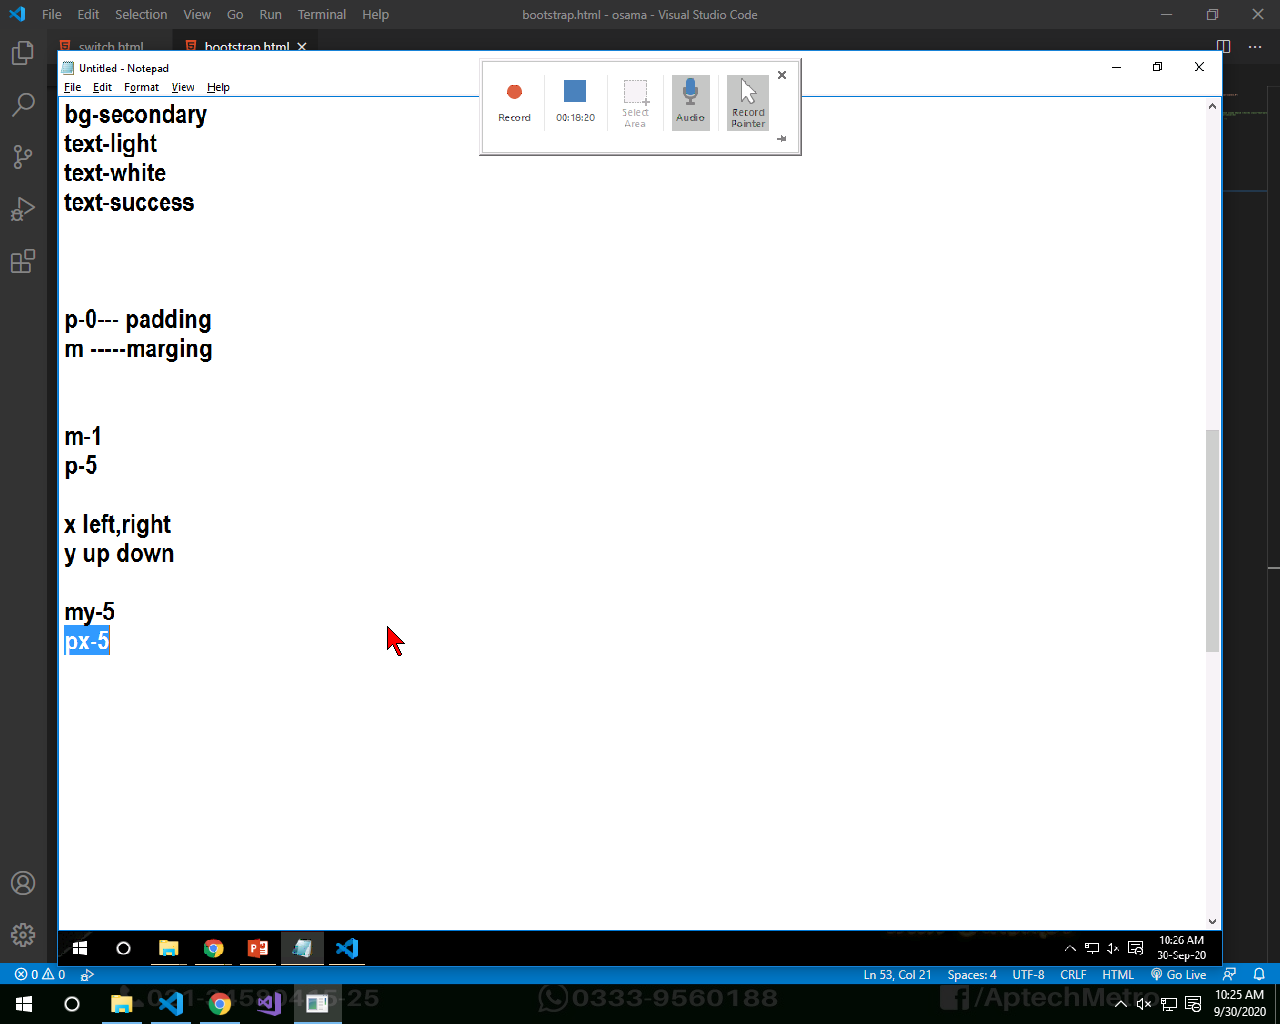 File Edit Selection View Go Run Terminal Help
bootstrap.html - osama - Visual Studio Code
switch.html bootstrap.html
Untitled - Notepad
File Edit Format View Help
Record
00:18:20
Select Area
Audio
Record Pointer
bg-secondary
text-light
text-white
text-success
p-0--- padding
m -----marging
m-1
p-5
x left,right
y up down
my-5
px-5
10:26 AM
30-Sep-20
0 0
Ln 53, Col 21 Spaces: 4 UTF-8 CRLF HTML Go Live
0333-9560188
/AptechMetro
10:25 AM
9/30/2020